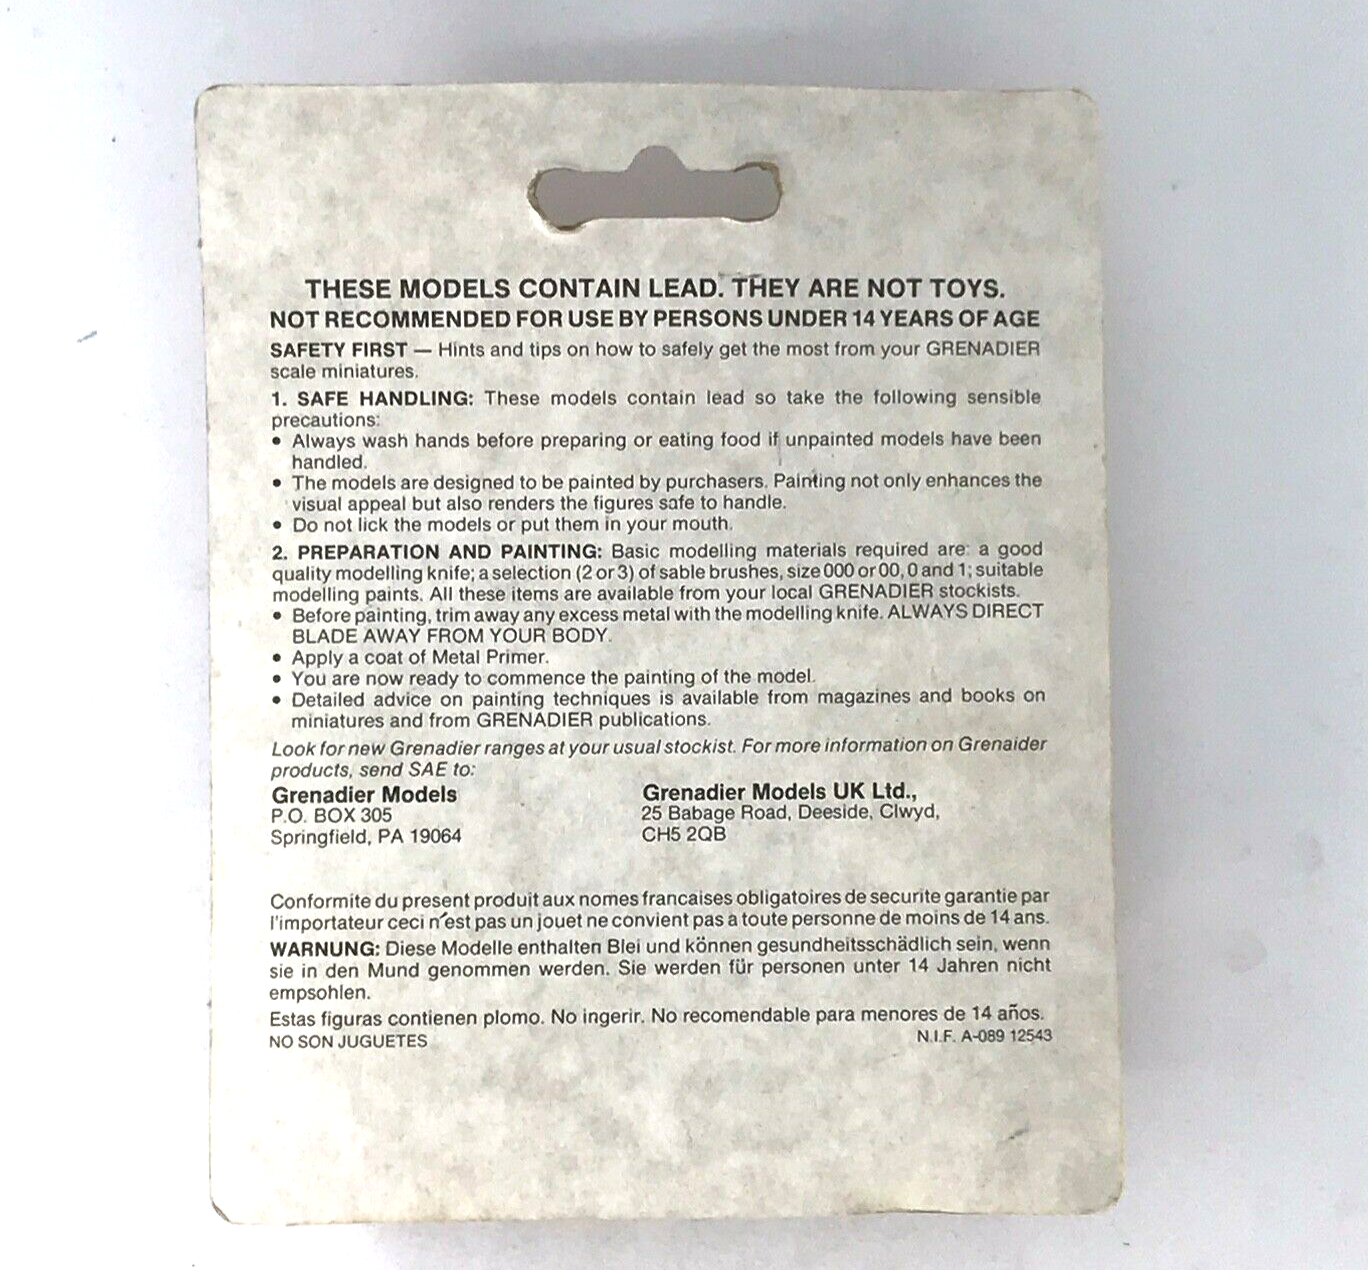 THESE MODELS CONTAIN LEAD. THEY ARE NOT TOYS.
NOT RECOMMENDED FOR USE BY PERSONS UNDER 14 YEARS OF AGE
SAFETY FIRST — Hints and tips on how to safely get the most from your GRENADIER
scale miniatures.
1. SAFE HANDLING: These models contain lead so take the following sensible
precautions:
• Always wash hands before preparing or eating food if unpainted models have been
handled.
• The models are designed to be painted by purchasers. Painting not only enhances the
visual appeal but also renders the figures safe to handle.
• Do not lick the models or put them in your mouth.
2. PREPARATION AND PAINTING: Basic modelling materials required are: a good
quality modelling knife; a selection (2 or 3) of sable brushes, size 000 or 00, 0 and 1; suitable
modelling paints. All these items are available from your local GRENADIER stockists.
• Before painting, trim away any excess metal with the modelling knife. ALWAYS DIRECT
BLADE AWAY FROM YOUR BODY.
• Apply a coat of Metal Primer.
• You are now ready to commence the painting of the model.
• Detailed advice on painting techniques is available from magazines and books on
miniatures and from GRENADIER publications.
Look for new Grenadier ranges at your usual stockist. For more information on Grenaider
products, send SAE to:
Grenadier Models
P.O. BOX 305
Springfield, PA 19064
Grenadier Models UK Ltd.,
25 Babage Road, Deeside, Clwyd,
CH5 2QB
Conformite du present produit aux nomes francaises obligatoires de securite garantie par
l'importateur ceci n'est pas un jouet ne convient pas a toute personne de moins de 14 ans.
WARNUNG: Diese Modelle enthalten Blei und können gesundheitsschädlich sein, wenn
sie in den Mund genommen werden. Sie werden für personen unter 14 Jahren nicht
empsohlen.
Estas figuras contienen plomo. No ingerir. No recomendable para menores de 14 años.
NO SON JUGUETES
N.I.F. A-089 12543